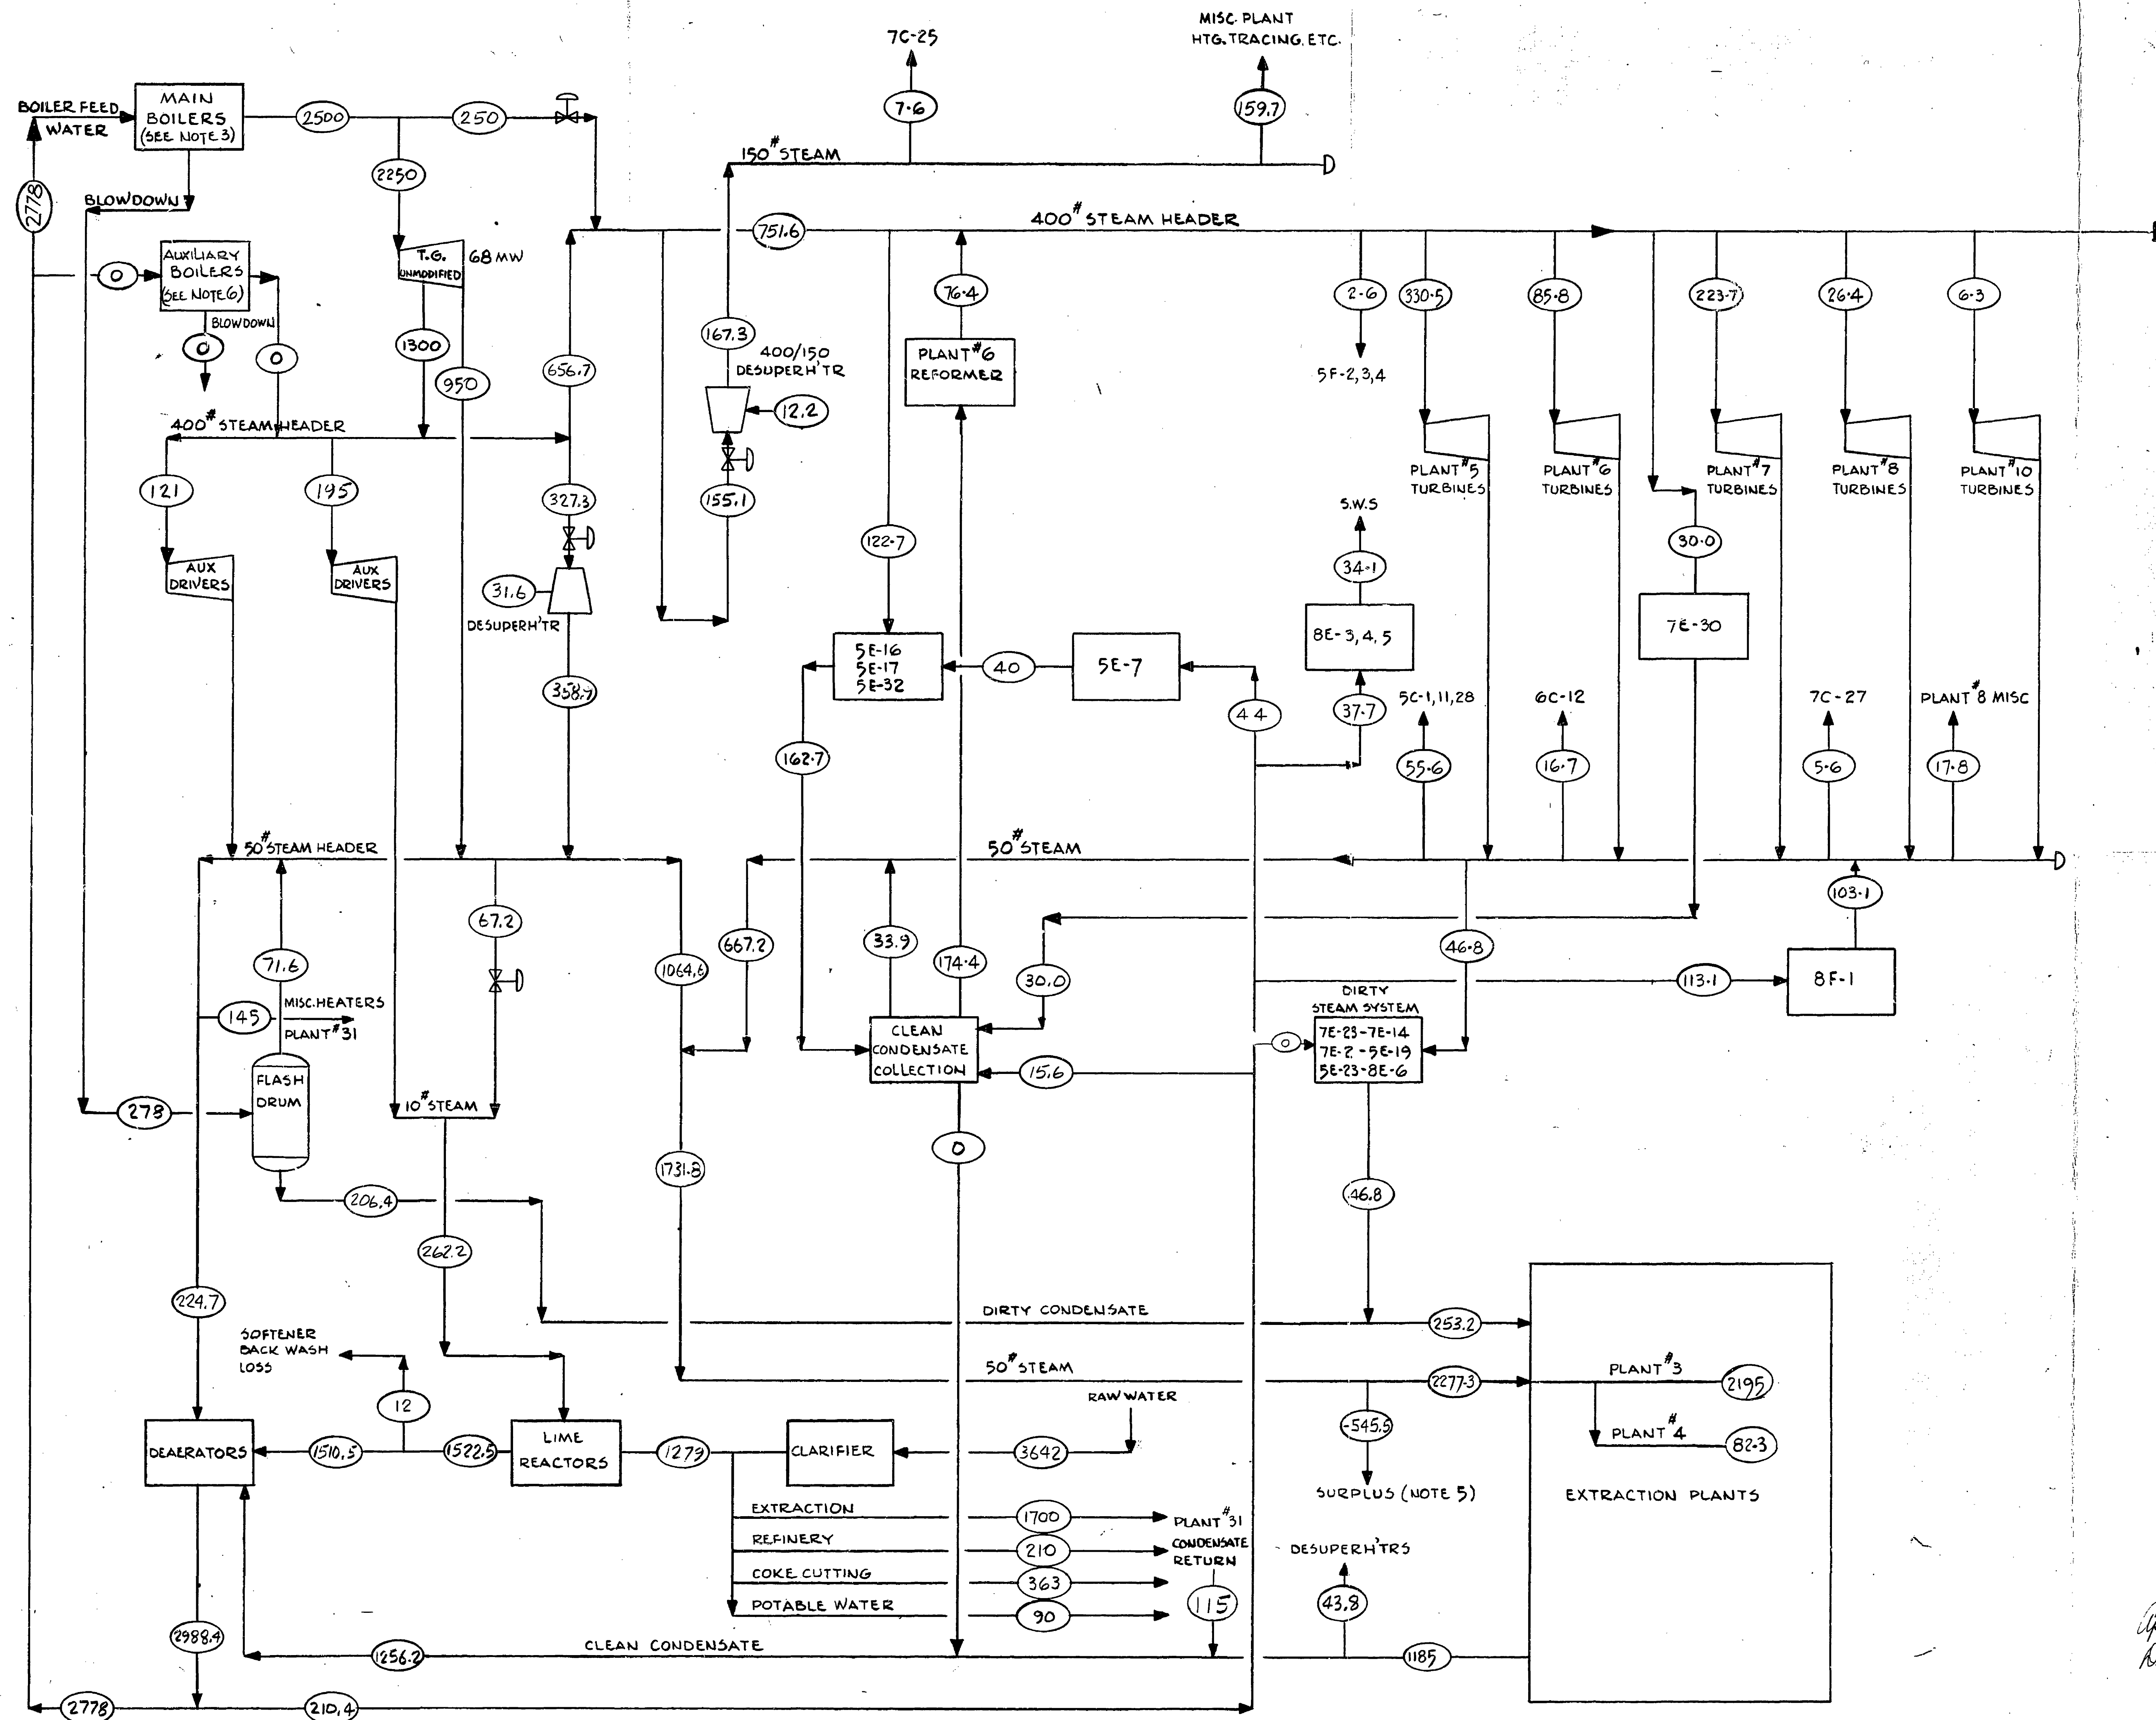 MISC. PLANT
HTG. TRACING. ETC.
7C-25
7.6
159.7
BOILER FEED
WATER
MAIN
BOILERS
(SEE NOTE 3)
2500
250
2250
2778
BLOWDOWN
150# STEAM
400# STEAM HEADER
751.6
AUXILIARY
BOILERS
(SEE NOTE 6)
0
BLOWDOWN
0
0
T.G.
UNMODIFIED
68 MW
1300
950
656.7
167.3
400/150
DESUPERH'TR
12.2
155.1
76.4
PLANT #6
REFORMER
2.6
5F-2,3,4
330.5
85.8
223.7
26.4
6.3
400# STEAM HEADER
121
195
327.3
AUX
DRIVERS
AUX
DRIVERS
31.6
DESUPERH'TR
358.9
PLANT #5
TURBINES
PLANT #6
TURBINES
PLANT #7
TURBINES
PLANT #8
TURBINES
PLANT #10
TURBINES
122.7
S.W.S
34.1
8E-3,4,5
37.7
30.0
7E-30
5E-16
5E-17
5E-32
40
5E-7
44
162.7
5C-1,11,28
55.6
6C-12
16.7
7C-27
5.6
PLANT #8 MISC
17.8
50# STEAM HEADER
50# STEAM
71.6
67.2
1064.6
667.2
33.9
174.4
30.0
46.8
103.1
113.1
8F-1
145
MISC. HEATERS
PLANT #31
FLASH
DRUM
278
10# STEAM
CLEAN
CONDENSATE
COLLECTION
15.6
0
DIRTY
STEAM SYSTEM
7E-23-7E-14
7E-2-5E-19
5E-23-8E-6
0
1731.8
206.4
262.2
46.8
224.7
DIRTY CONDENSATE
253.2
SOFTENER
BACK WASH
LOSS
12
50# STEAM
2277.3
PLANT #3
2195
PLANT #4
82.3
EXTRACTION PLANTS
RAW WATER
-545.5
SURPLUS (NOTE 5)
DEAERATORS
1510.5
1522.5
LIME
REACTORS
1279
CLARIFIER
3642
EXTRACTION
1700
REFINERY
210
COKE CUTTING
363
POTABLE WATER
90
PLANT #31
CONDENSATE
RETURN
115
DESUPERH'TRS
43.8
2988.4
CLEAN CONDENSATE
1256.2
1185
2778
210.4